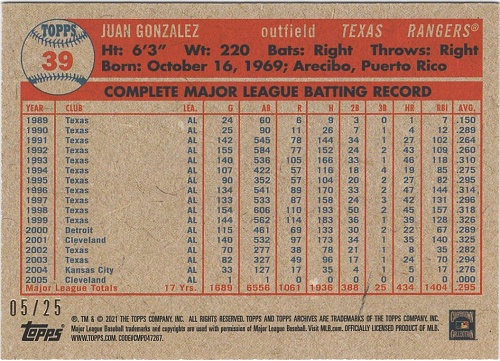 TOPPS
39
JUAN GONZALEZ outfield TEXAS RANGERS®
Ht: 6'3" Wt: 220 Bats: Right Throws: Right
Born: October 16, 1969; Arecibo, Puerto Rico
COMPLETE MAJOR LEAGUE BATTING RECORD
YEAR CLUB LEA. G AB R H 2B 3B HR RBI AVG.
1989 Texas AL 24 60 6 9 3 0 1 7 .150
1990 Texas AL 25 90 11 26 7 1 4 12 .289
1991 Texas AL 142 545 78 144 34 1 27 102 .264
1992 Texas AL 155 584 77 152 24 2 43 109 .260
1993 Texas AL 140 536 105 166 33 1 46 118 .310
1994 Texas AL 107 422 57 116 18 4 19 85 .275
1995 Texas AL 90 352 57 104 20 2 27 82 .295
1996 Texas AL 134 541 89 170 33 2 47 144 .314
1997 Texas AL 133 533 87 158 24 3 42 131 .296
1998 Texas AL 154 606 110 193 50 2 45 157 .318
1999 Texas AL 144 562 114 183 36 1 39 128 .326
2000 Detroit AL 115 461 66 133 30 2 22 67 .289
2001 Cleveland AL 140 532 97 173 34 1 35 140 .325
2002 Texas AL 70 277 38 78 21 1 8 35 .282
2003 Texas AL 82 327 49 96 17 1 24 70 .294
2004 Kansas City AL 33 127 17 35 4 1 5 17 .276
2005 Cleveland AL 1 1 0 0 0 0 0 0 .000
Major League Totals 17 Yrs. 1689 6556 1061 1936 388 25 434 1404 .295
05/25
Topps
®, TM & © 2021 THE TOPPS COMPANY, INC. TOPPS AND TOPPS ARCHIVES ARE TRADEMARKS OF THE TOPPS COMPANY, INC.
Major League Baseball trademarks and copyrights are used with permission of Major League Baseball. Visit MLB.com. OFFICIALLY LICENSED PRODUCT OF MLB.
WWW.TOPPS.COM. CODE#CMP047267.